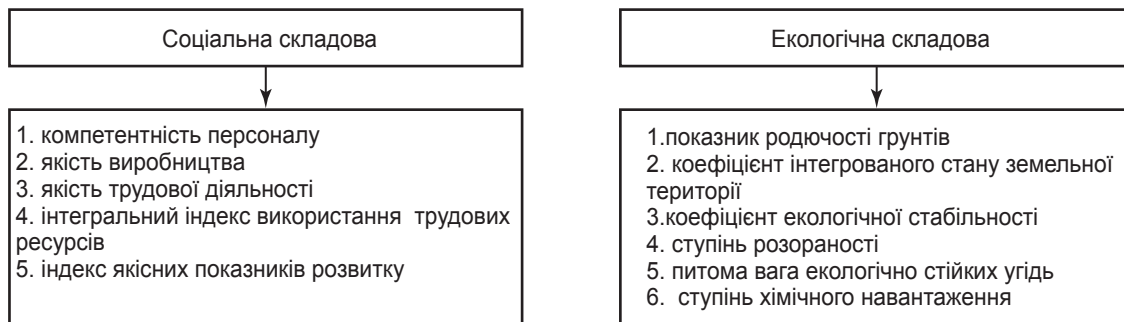 Соціальна складова
1. компетентність персоналу
2. якість виробництва
3. якість трудової діяльності
4. інтегральний індекс використання  трудових
ресурсів
5. індекс якісних показників розвитку
Екологічна складова
1.показник родючості грунтів
2. коефіцієнт інтегрованого стану земельної
території
3.коефіцієнт екологічної стабільності
4. ступінь розораності
5. питома вага екологічно стійких угідь
6.  ступінь хімічного навантаження